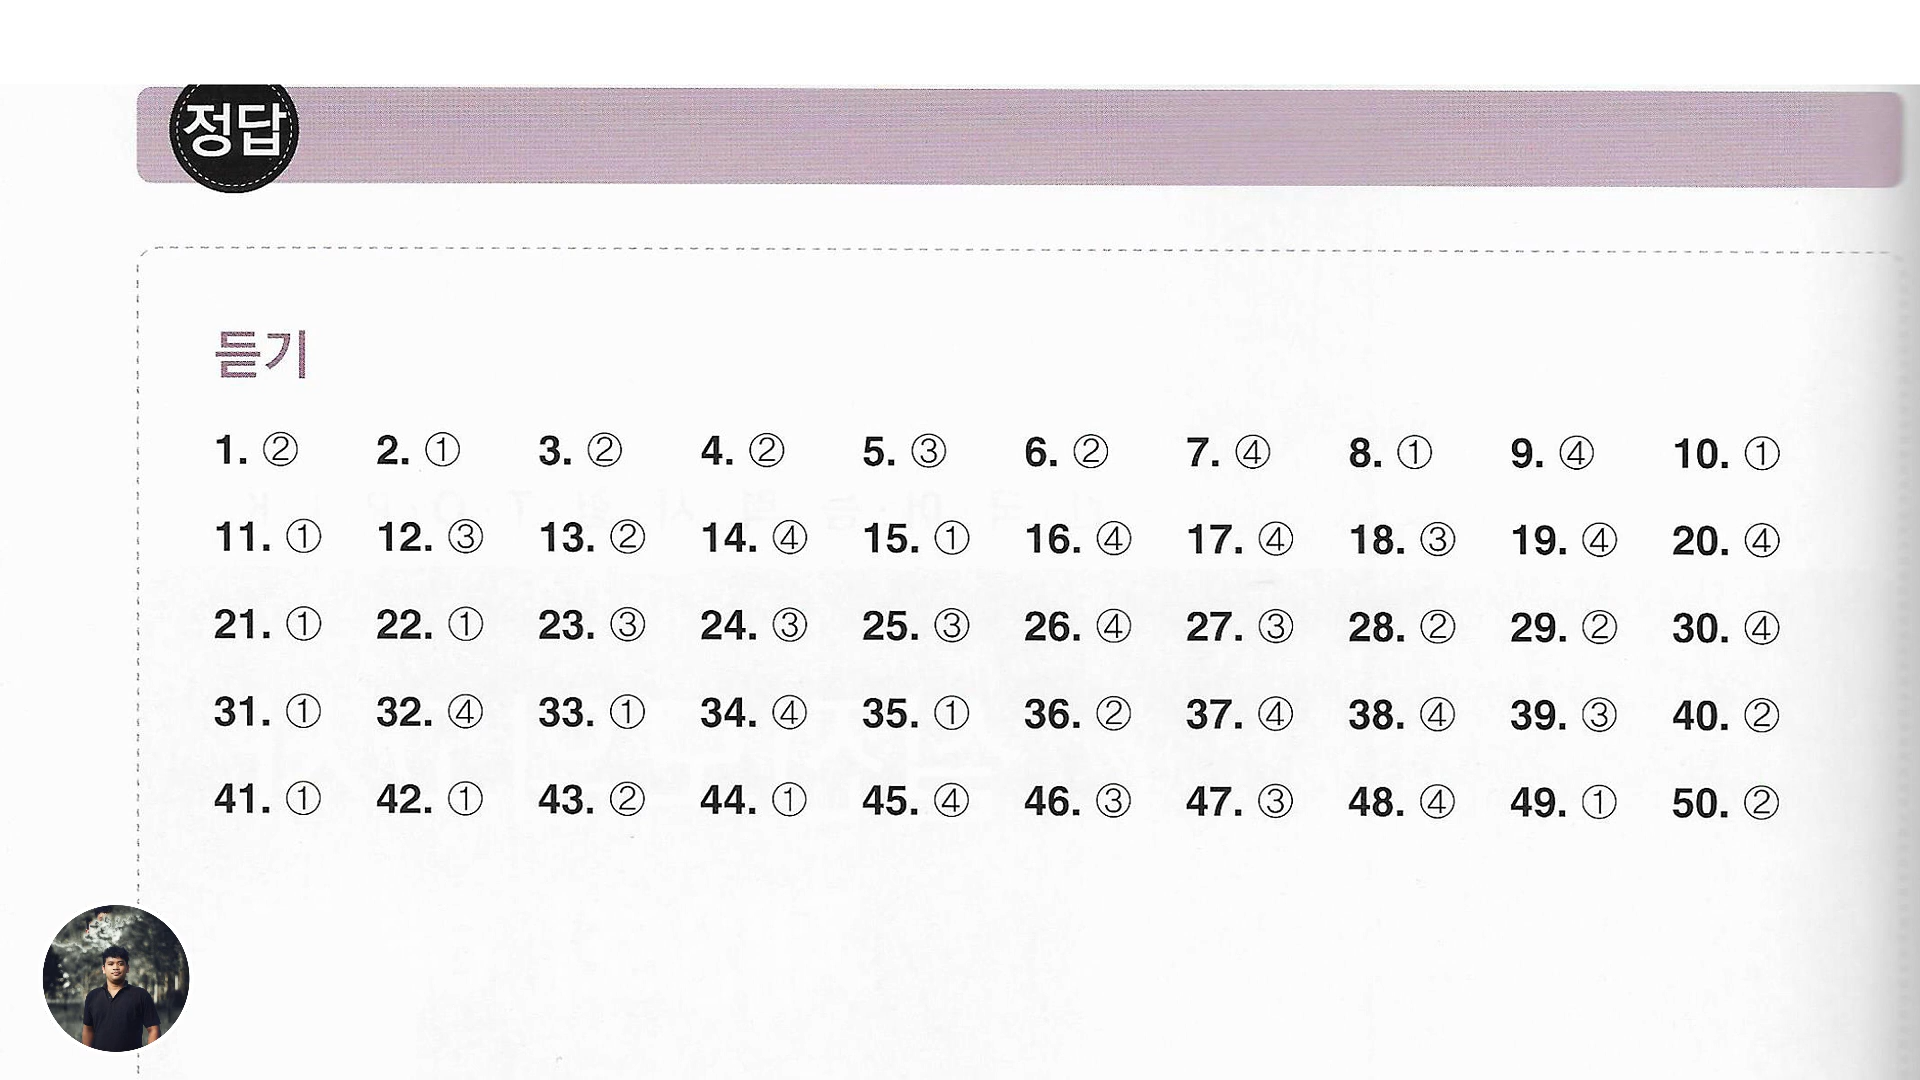 정답
듣기
1. ② 2. ① 3. ② 4. ② 5. ③ 6. ② 7. ④ 8. ① 9. ④ 10. ①
11. ① 12. ③ 13. ② 14. ④ 15. ① 16. ④ 17. ④ 18. ③ 19. ④ 20. ④
21. ① 22. ① 23. ③ 24. ③ 25. ③ 26. ④ 27. ③ 28. ② 29. ② 30. ④
31. ① 32. ④ 33. ① 34. ④ 35. ① 36. ② 37. ④ 38. ④ 39. ③ 40. ②
41. ① 42. ① 43. ② 44. ① 45. ④ 46. ③ 47. ③ 48. ④ 49. ① 50. ②